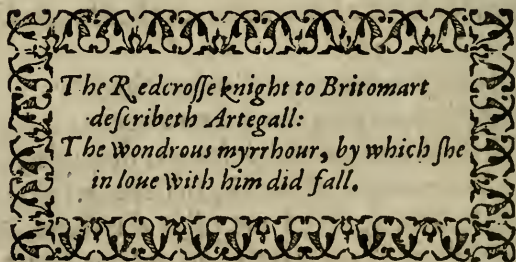 The Redcroſſe knight to Britomart
deſcribeth Artegall:
The wondrous myrrhour, by which ſhe
in loue with him did fall.